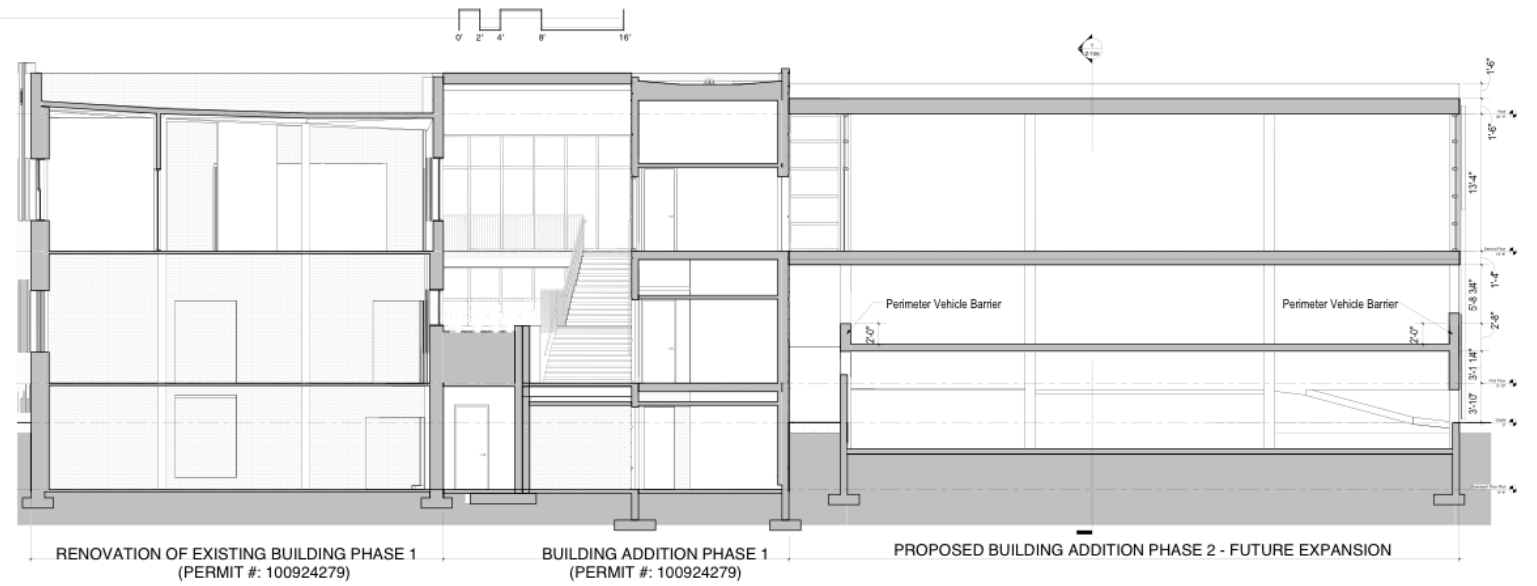 0' 2' 4' 8' 16'
1'-6"
1'-6"
13'-4"
1'-4"
5'-8 3/4"
Perimeter Vehicle Barrier
Perimeter Vehicle Barrier
2'-0"
2'-0"
2'-8"
3'-1 1/4"
3'-10"
RENOVATION OF EXISTING BUILDING PHASE 1
(PERMIT #: 100924279)
BUILDING ADDITION PHASE 1
(PERMIT #: 100924279)
PROPOSED BUILDING ADDITION PHASE 2 - FUTURE EXPANSION